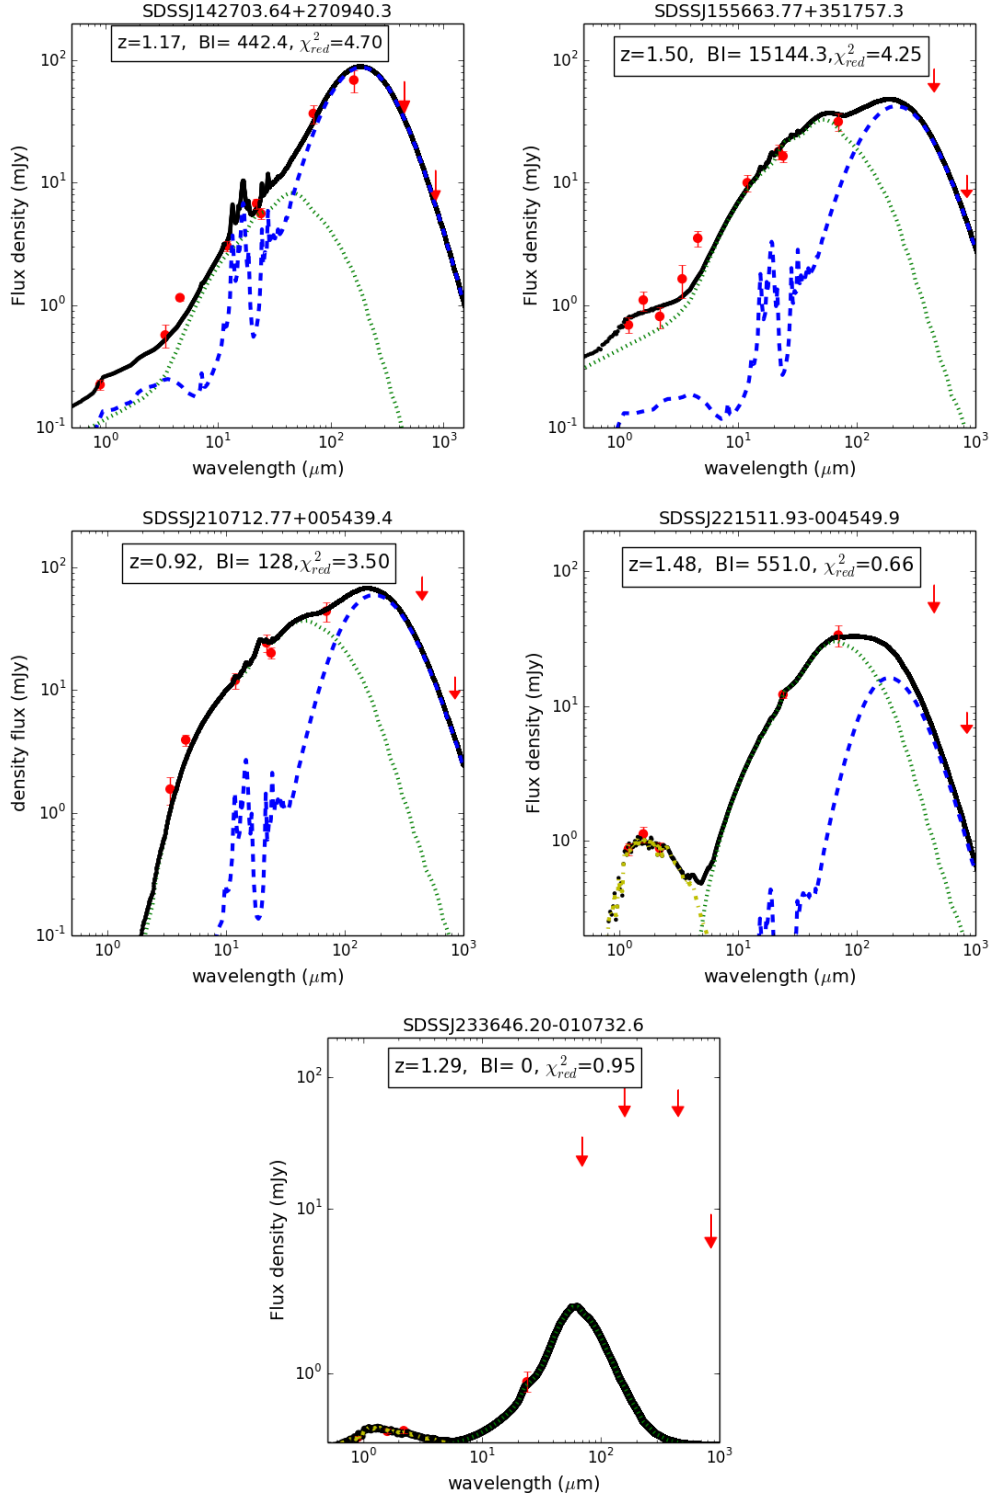 SDSSJ142703.64+270940.3
z=1.17, BI= 442.4, χ²red=4.70
10²
10¹
10⁰
10⁻¹
Flux density (mJy)
10⁰ 10¹ 10² 10³
wavelength (μm)
SDSSJ155663.77+351757.3
z=1.50, BI= 15144.3,χ²red=4.25
10²
10¹
10⁰
10⁻¹
Flux density (mJy)
10⁰ 10¹ 10² 10³
wavelength (μm)
SDSSJ210712.77+005439.4
z=0.92, BI= 128,χ²red=3.50
10²
10¹
10⁰
10⁻¹
density flux (mJy)
10⁰ 10¹ 10² 10³
wavelength (μm)
SDSSJ221511.93-004549.9
z=1.48, BI= 551.0, χ²red=0.66
10²
10¹
10⁰
Flux density (mJy)
10⁰ 10¹ 10² 10³
wavelength (μm)
SDSSJ233646.20-010732.6
z=1.29, BI= 0, χ²red=0.95
10²
10¹
10⁰
Flux density (mJy)
10⁰ 10¹ 10² 10³
wavelength (μm)